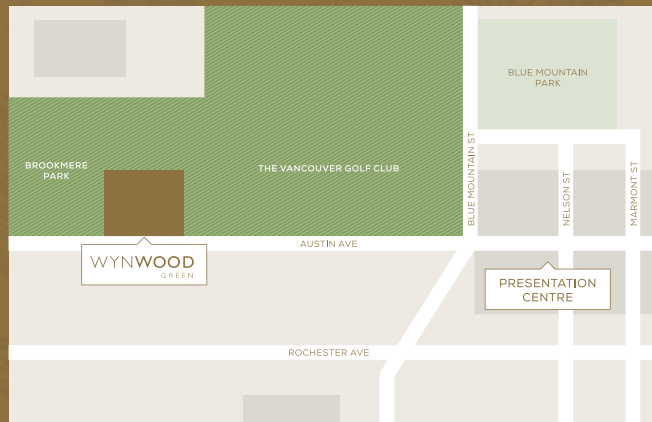 BLUE MOUNTAIN
PARK
BROOKMERE
PARK
THE VANCOUVER GOLF CLUB
BLUE MOUNTAIN ST
NELSON ST
MARMONT ST
AUSTIN AVE
WYNWOOD
GREEN
PRESENTATION
CENTRE
ROCHESTER AVE